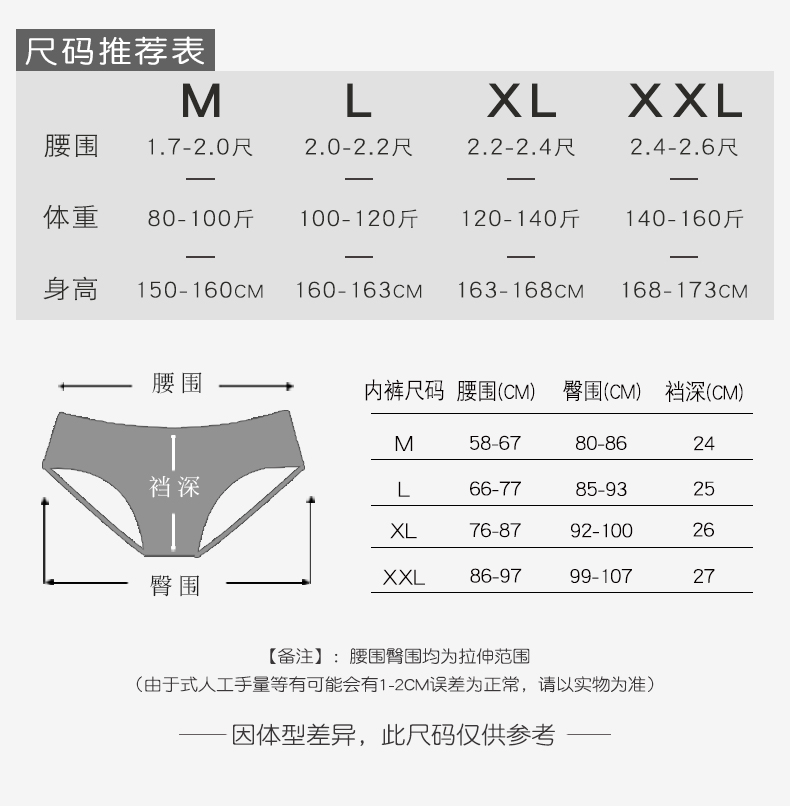 尺码推荐表
M L XL XXL
腰围 1.7-2.0尺 2.0-2.2尺 2.2-2.4尺 2.4-2.6尺
体重 80-100斤 100-120斤 120-140斤 140-160斤
身高 150-160CM 160-163CM 163-168CM 168-173CM
腰围
裆深
臀围
内裤尺码 腰围(CM) 臀围(CM) 裆深(CM)
M 58-67 80-86 24
L 66-77 85-93 25
XL 76-87 92-100 26
XXL 86-97 99-107 27
【备注】：腰围臀围均为拉伸范围
（由于式人工手量等有可能会有1-2CM误差为正常，请以实物为准）
因体型差异，此尺码仅供参考